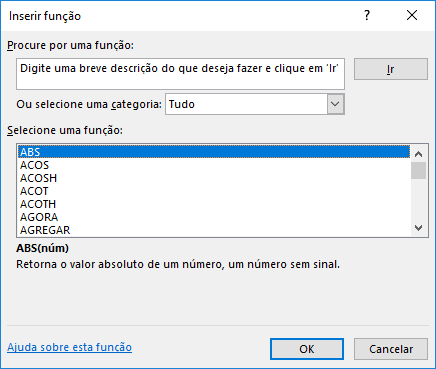 Inserir função
?
Procure por uma função:
Digite uma breve descrição do que deseja fazer e clique em 'Ir'
Ir
Ou selecione uma categoria: Tudo
Selecione uma função:
ABS
ACOS
ACOSH
ACOT
ACOTH
AGORA
AGREGAR
ABS(núm)
Retorna o valor absoluto de um número, um número sem sinal.
Ajuda sobre esta função
OK
Cancelar